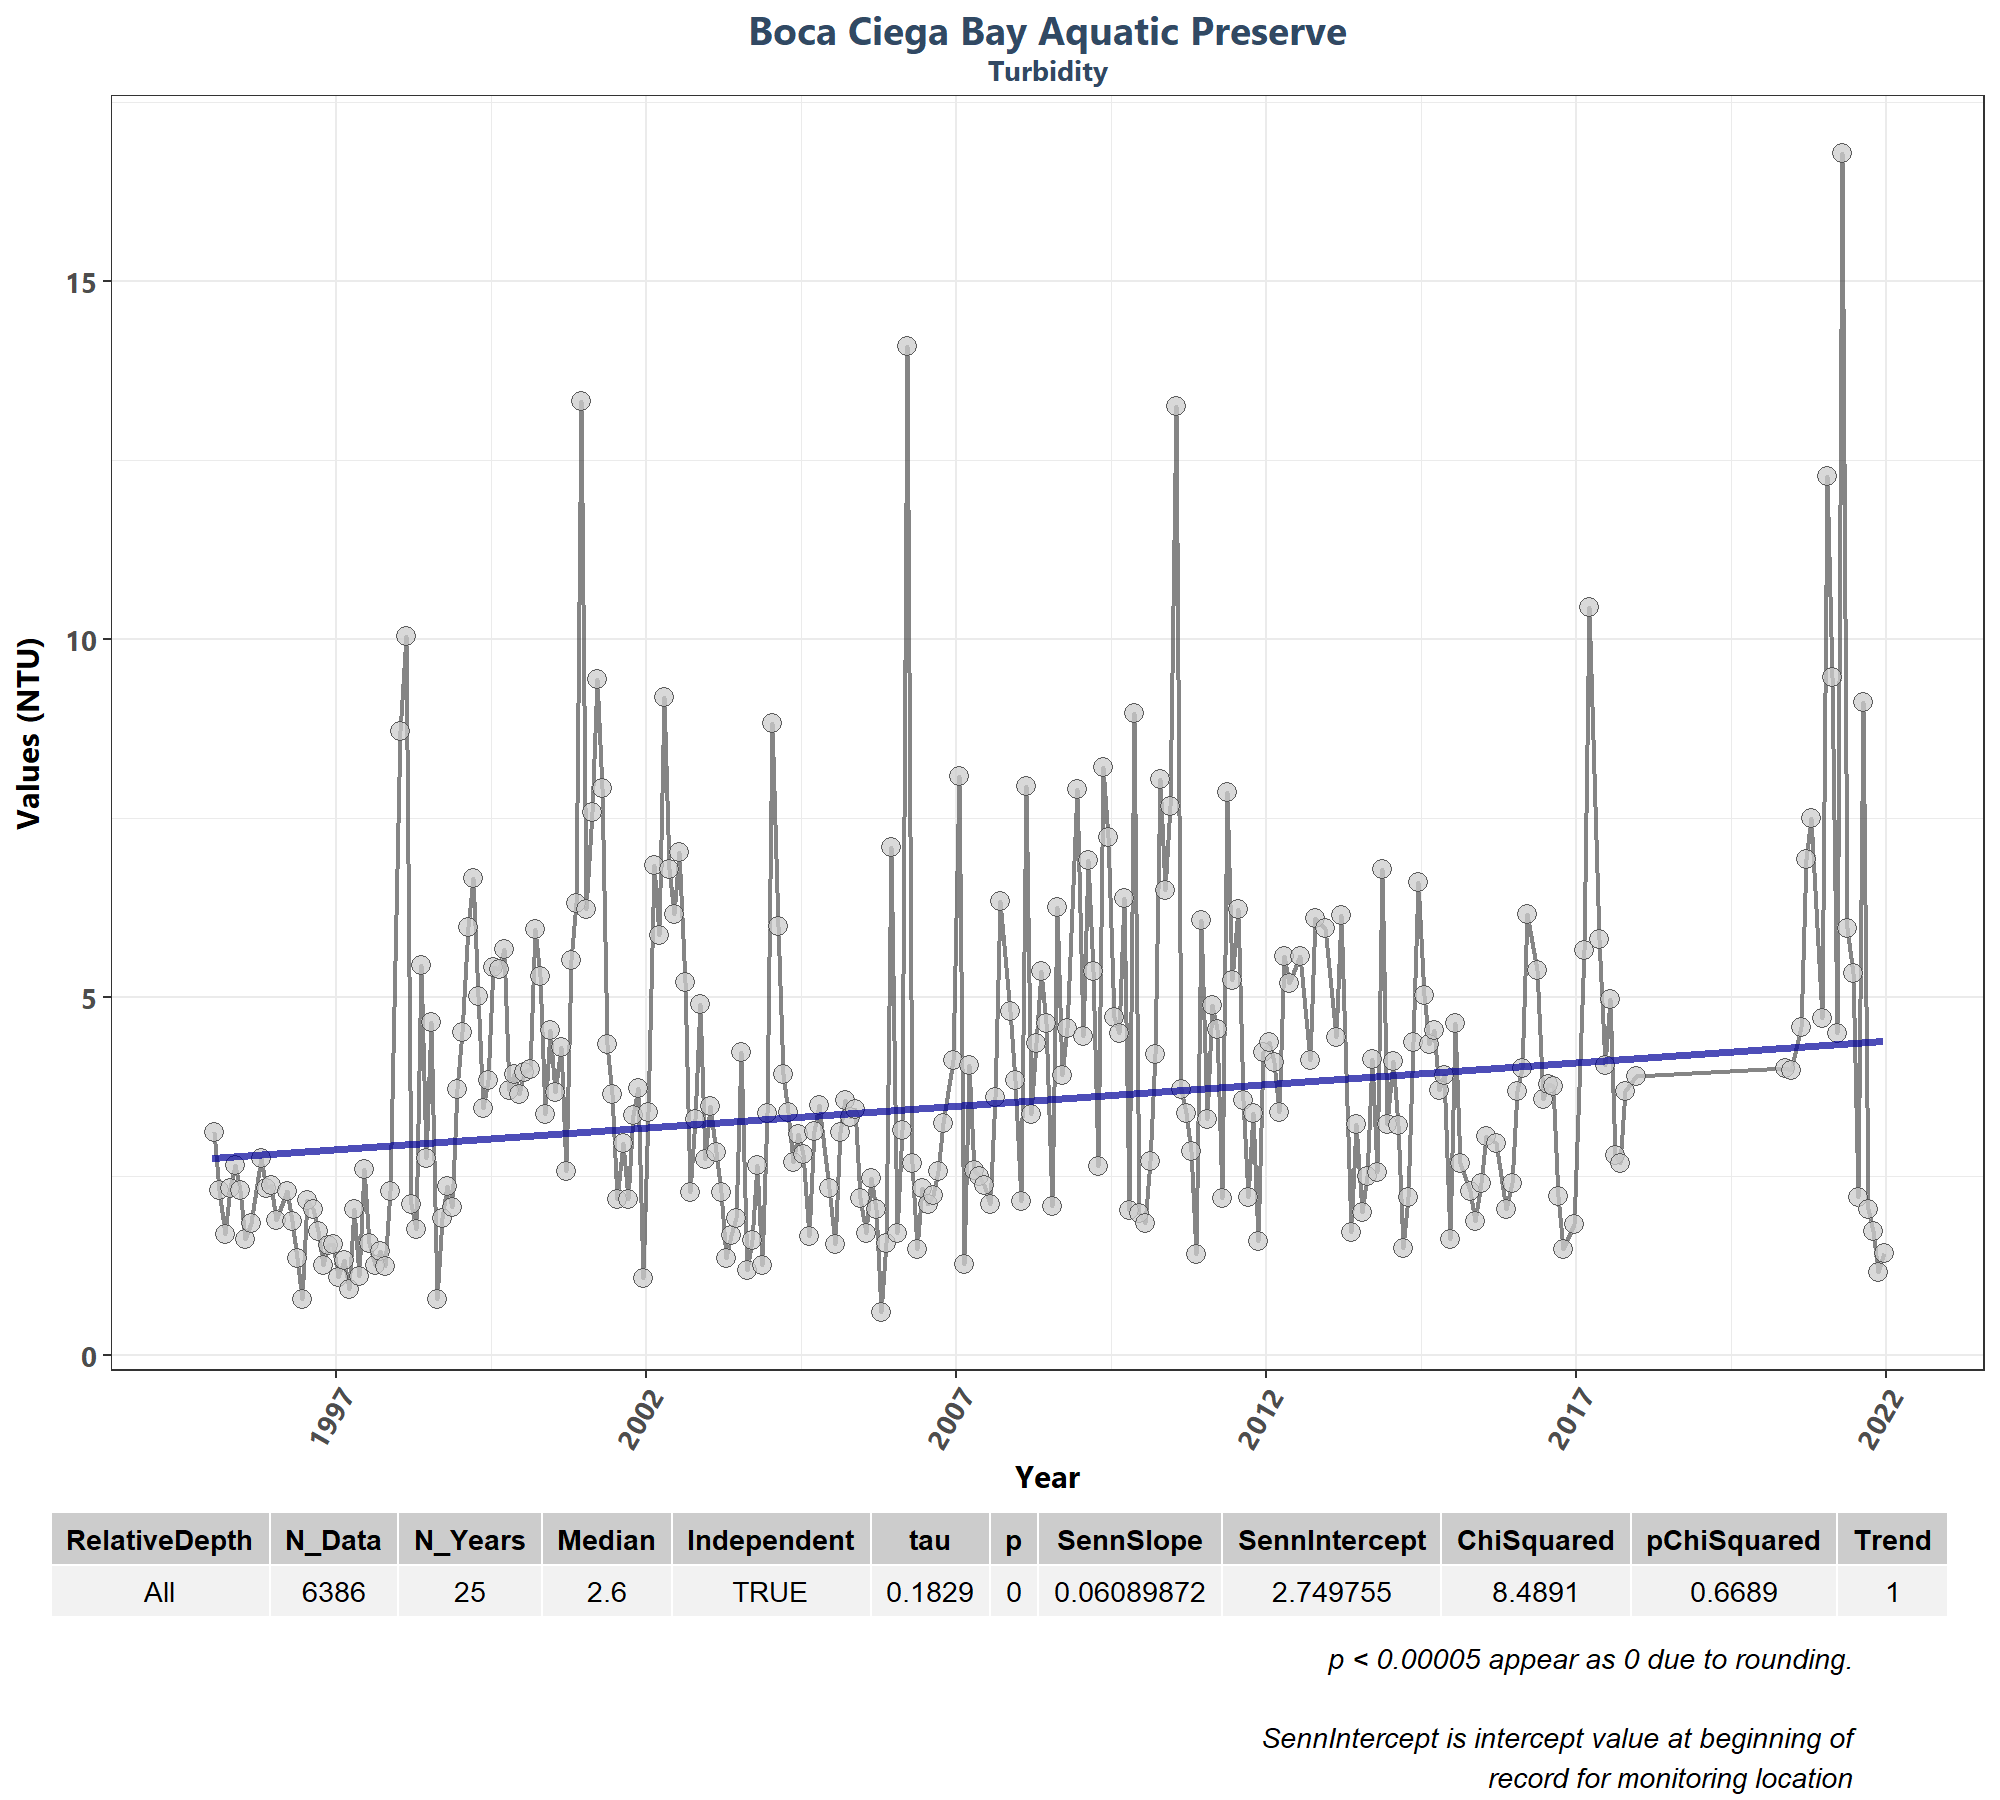 Boca Ciega Bay Aquatic Preserve
Turbidity
Values (NTU)
15
10
5
0
1997 2002 2007 2012 2017 2022
Year
RelativeDepth N_Data N_Years Median Independent tau p SennSlope SennIntercept ChiSquared pChiSquared Trend
All 6386 25 2.6 TRUE 0.1829 0 0.06089872 2.749755 8.4891 0.6689 1
p < 0.00005 appear as 0 due to rounding.
SennIntercept is intercept value at beginning of
record for monitoring location